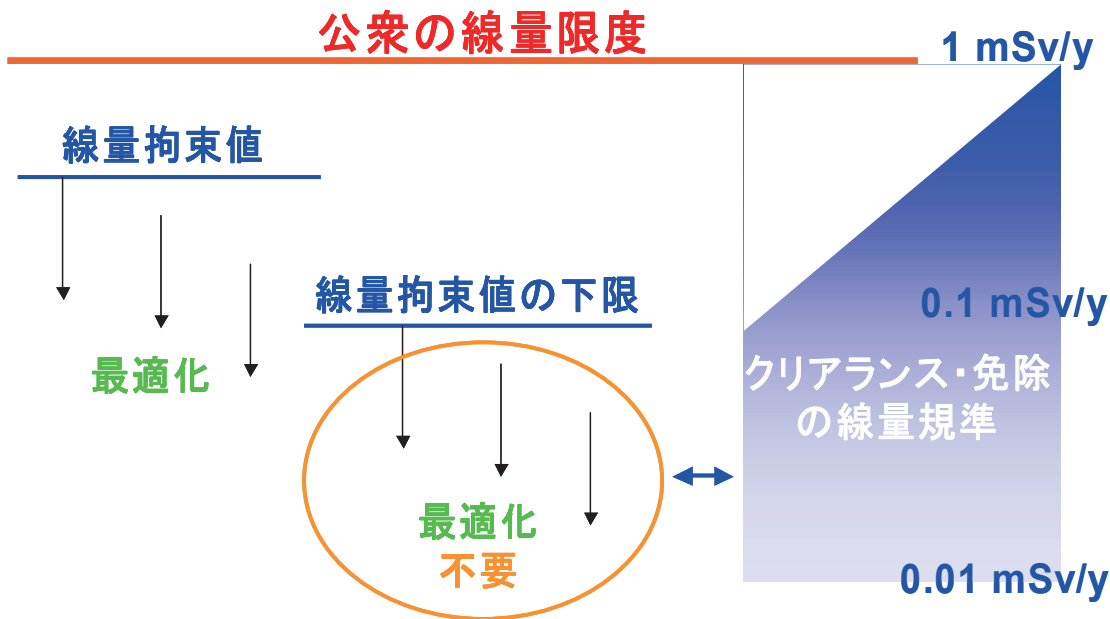 公衆の線量限度
1 mSv/y
線量拘束値
線量拘束値の下限
0.1 mSv/y
最適化
クリアランス・免除
の線量規準
最適化
不要
0.01 mSv/y